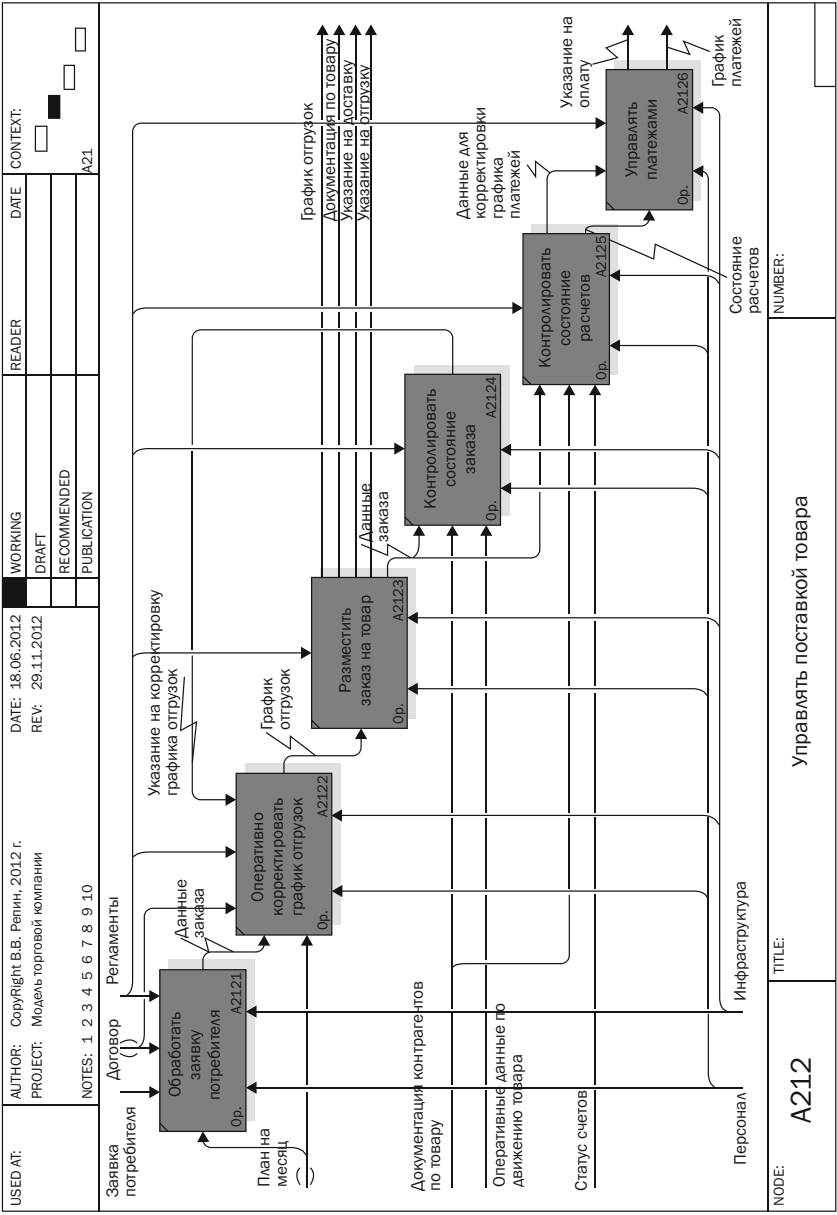 USED AT:
AUTHOR: CopyRight В.В. Репин, 2012 г.
PROJECT: Модель торговой компании
NOTES: 1 2 3 4 5 6 7 8 9 10
DATE: 18.06.2012
REV: 29.11.2012
WORKING
DRAFT
RECOMMENDED
PUBLICATION
READER
DATE
CONTEXT:
A21
Заявка
потребителя
Договор
Регламенты
План на
месяц
Обработать
заявку
потребителя
0р.
A2121
Данные
заказа
Оперативно
корректировать
график отгрузок
0р.
A2122
Указание на корректировку
графика отгрузок
График
отгрузок
Разместить
заказ на товар
0р.
A2123
Данные
заказа
График отгрузок
Документация по товару
Указание на доставку
Указание на отгрузку
Контролировать
состояние
заказа
0р.
A2124
Контролировать
состояние
расчетов
0р.
A2125
Данные для
корректировки
графика
платежей
Состояние
расчетов
Управлять
платежами
0р.
A2126
Указание на
оплату
График
платежей
Документация контрагентов
по товару
Оперативные данные по
движению товара
Статус счетов
Персонал
Инфраструктура
NODE:
A212
TITLE:
Управлять поставкой товара
NUMBER: